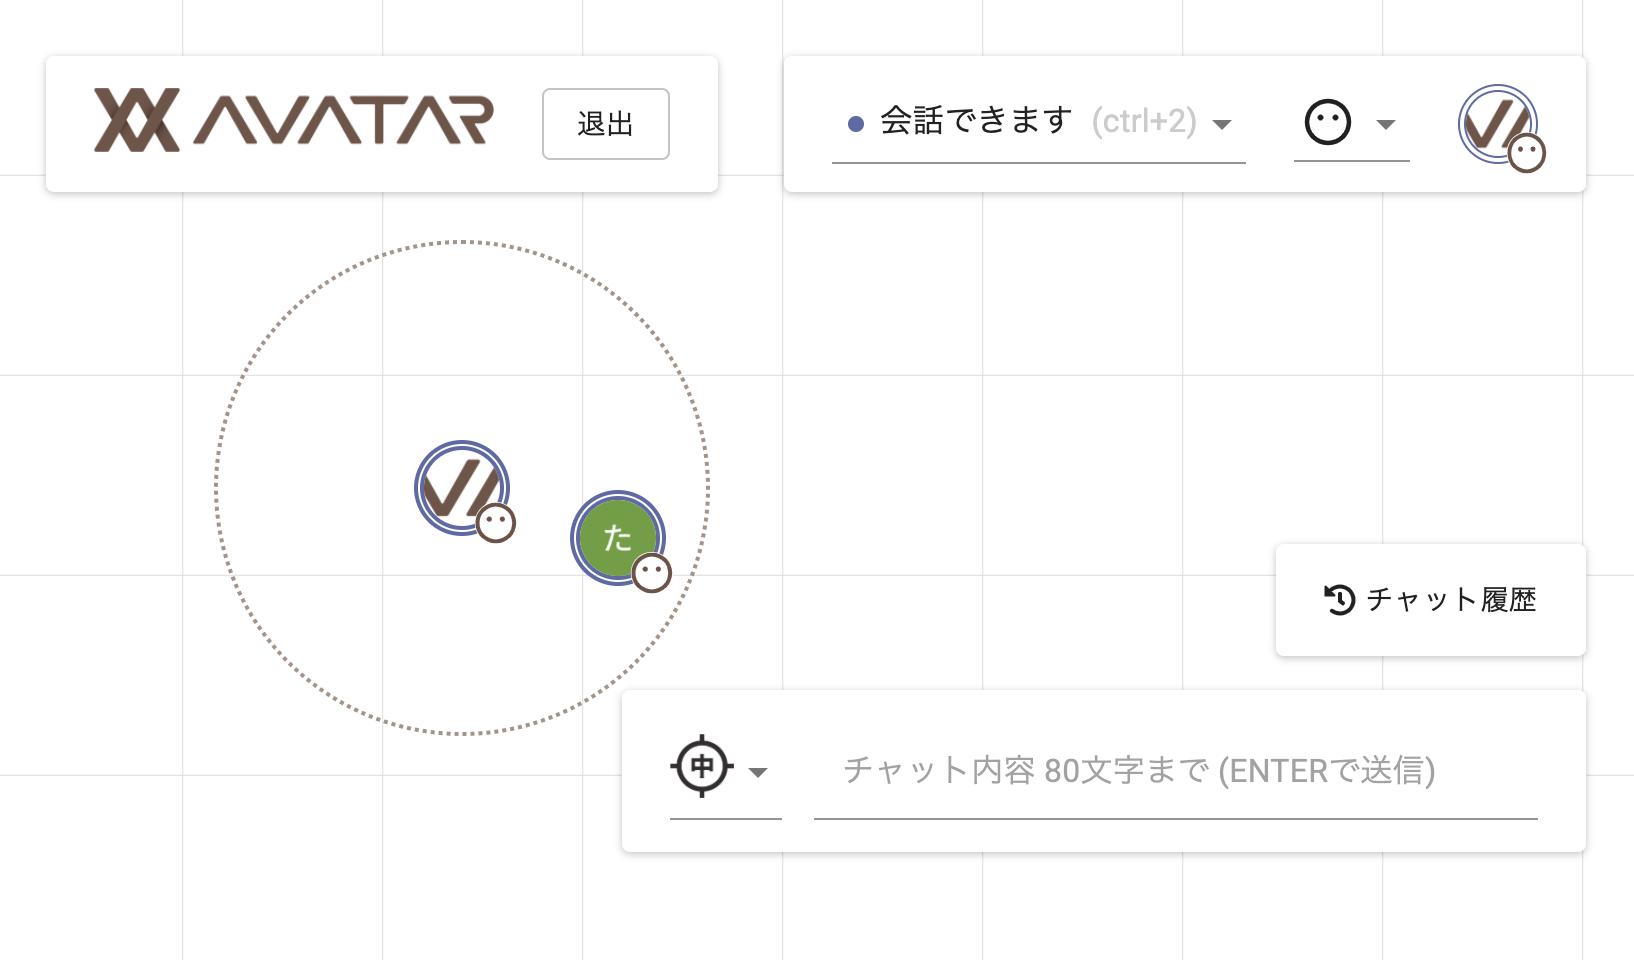 AVATAR
退出
会話できます (ctrl+2)
た
チャット履歴
中
チャット内容 80文字まで (ENTERで送信)